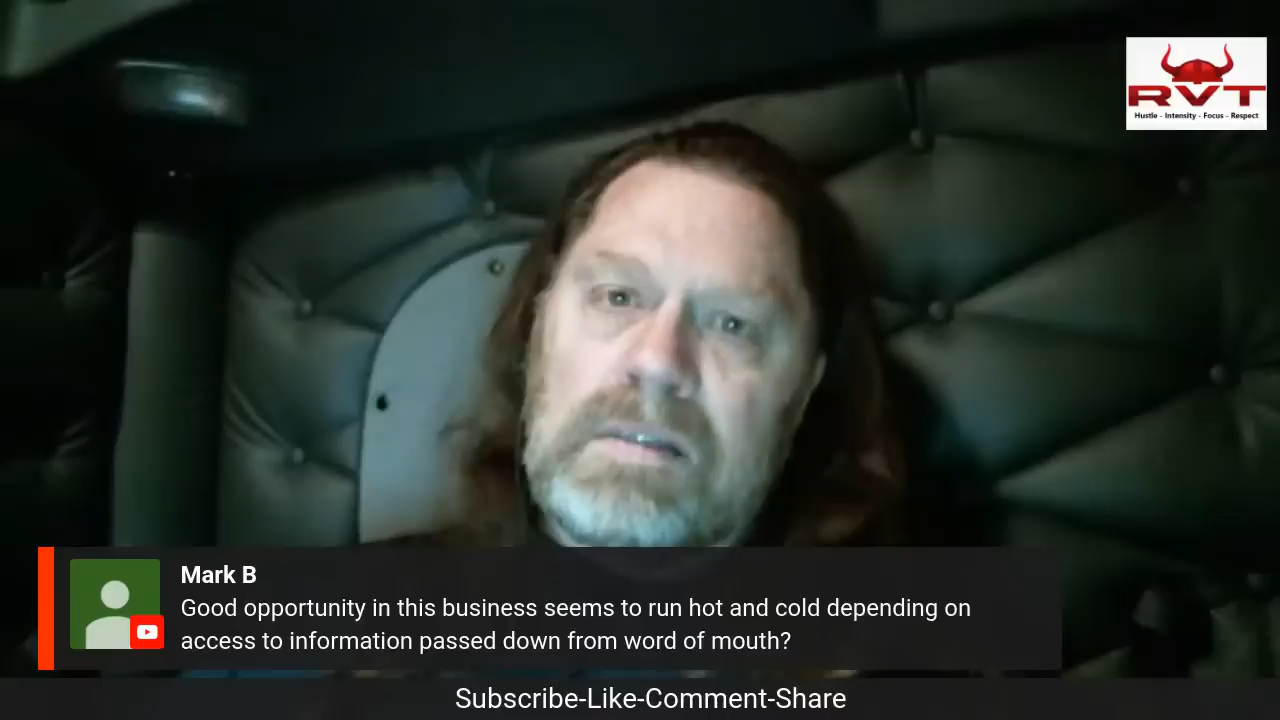 RVT
Hustle - Intensity - Focus - Respect
Mark B
Good opportunity in this business seems to run hot and cold depending on
access to information passed down from word of mouth?
Subscribe-Like-Comment-Share